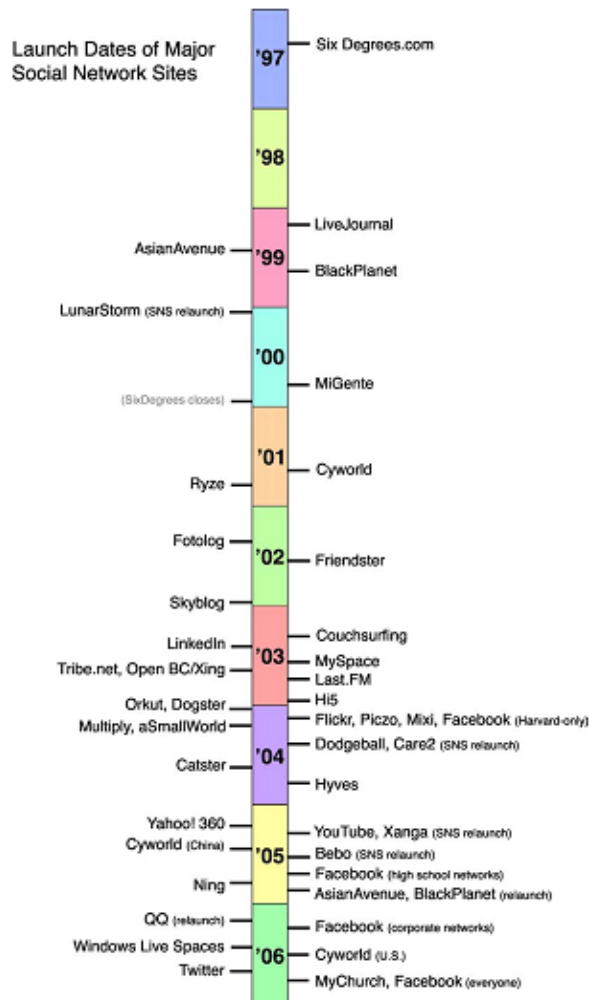 Launch Dates of Major
Social Network Sites
'97
Six Degrees.com
'98
LiveJournal
AsianAvenue
'99
BlackPlanet
LunarStorm (SNS relaunch)
'00
MiGente
(SixDegrees closes)
'01
Cyworld
Ryze
Fotolog
'02
Friendster
Skyblog
Couchsurfing
LinkedIn
'03
MySpace
Tribe.net, Open BC/Xing
Last.FM
Hi5
Orkut, Dogster
Flickr, Piczo, Mixi, Facebook (Harvard-only)
Multiply, aSmallWorld
Dodgeball, Care2 (SNS relaunch)
'04
Catster
Hyves
Yahoo! 360
YouTube, Xanga (SNS relaunch)
Cyworld (China)
'05
Bebo (SNS relaunch)
Facebook (high school networks)
Ning
AsianAvenue, BlackPlanet (relaunch)
QQ (relaunch)
Facebook (corporate networks)
Windows Live Spaces
'06
Cyworld (U.S.)
Twitter
MyChurch, Facebook (everyone)